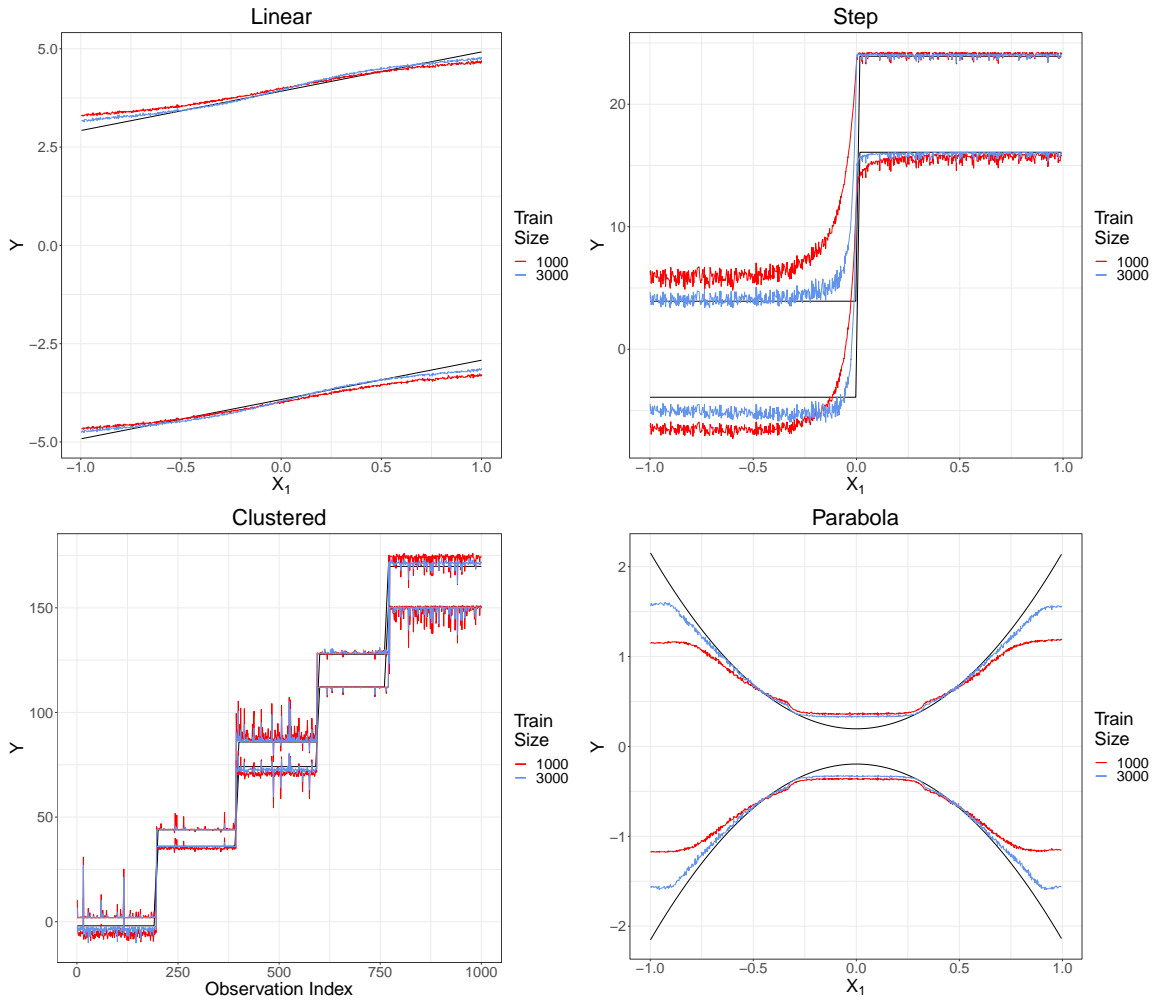 Linear
5.0
2.5
0.0
−2.5
−5.0
Y
−1.0 −0.5 0.0 0.5 1.0
X1
Train
Size
1000
3000
Step
20
10
0
Y
−1.0 −0.5 0.0 0.5 1.0
X1
Train
Size
1000
3000
Clustered
150
100
50
0
Y
0 250 500 750 1000
Observation Index
Train
Size
1000
3000
Parabola
2
1
0
−1
−2
Y
−1.0 −0.5 0.0 0.5 1.0
X1
Train
Size
1000
3000